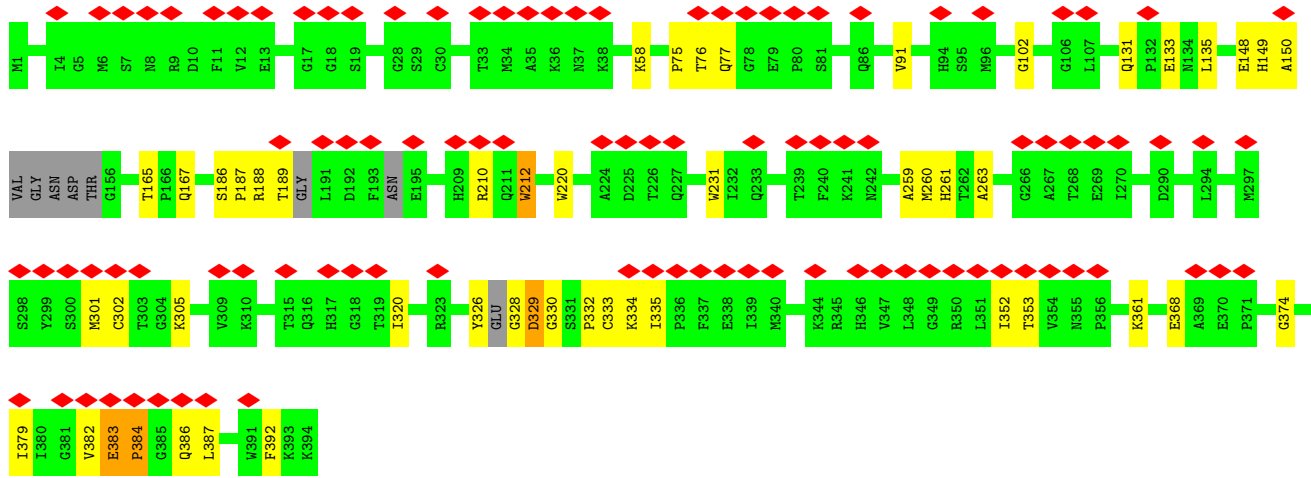 M1 I4 G5 M6 S7 N8 R9 D10 F11 V12 E13 G17 G18 S19 G28 S29 C30 T33 M34 A35 K36 N37 K38 K58 P75 T76 Q77 G78 E79 P80 S81 Q86 V91 H94 S95 M96 G102 G106 L107 Q131 P132 E133 N134 L135 E148 H149 A150
VAL GLY ASN ASP THR G156 T165 P166 Q167 S186 P187 R188 T189 GLY L191 D192 F193 ASN E195 H209 R210 Q211 W212 W220 A224 D225 T226 Q227 W231 I232 Q233 T239 F240 K241 N242 A259 M260 H261 T262 A263 G266 A267 T268 E269 I270 D290 L294 M297
S298 Y299 S300 M301 C302 T303 G304 K305 V309 K310 T315 Q316 H317 G318 T319 I320 R323 Y326 GLU G328 D329 G330 S331 P332 C333 K334 I335 P336 F337 E338 I339 M340 K344 R345 H346 V347 L348 G349 R350 L351 I352 T353 V354 N355 P356 K361 E368 A369 E370 P371 G374
I379 I380 G381 V382 E383 P384 G385 Q386 L387 W391 F392 K393 K394